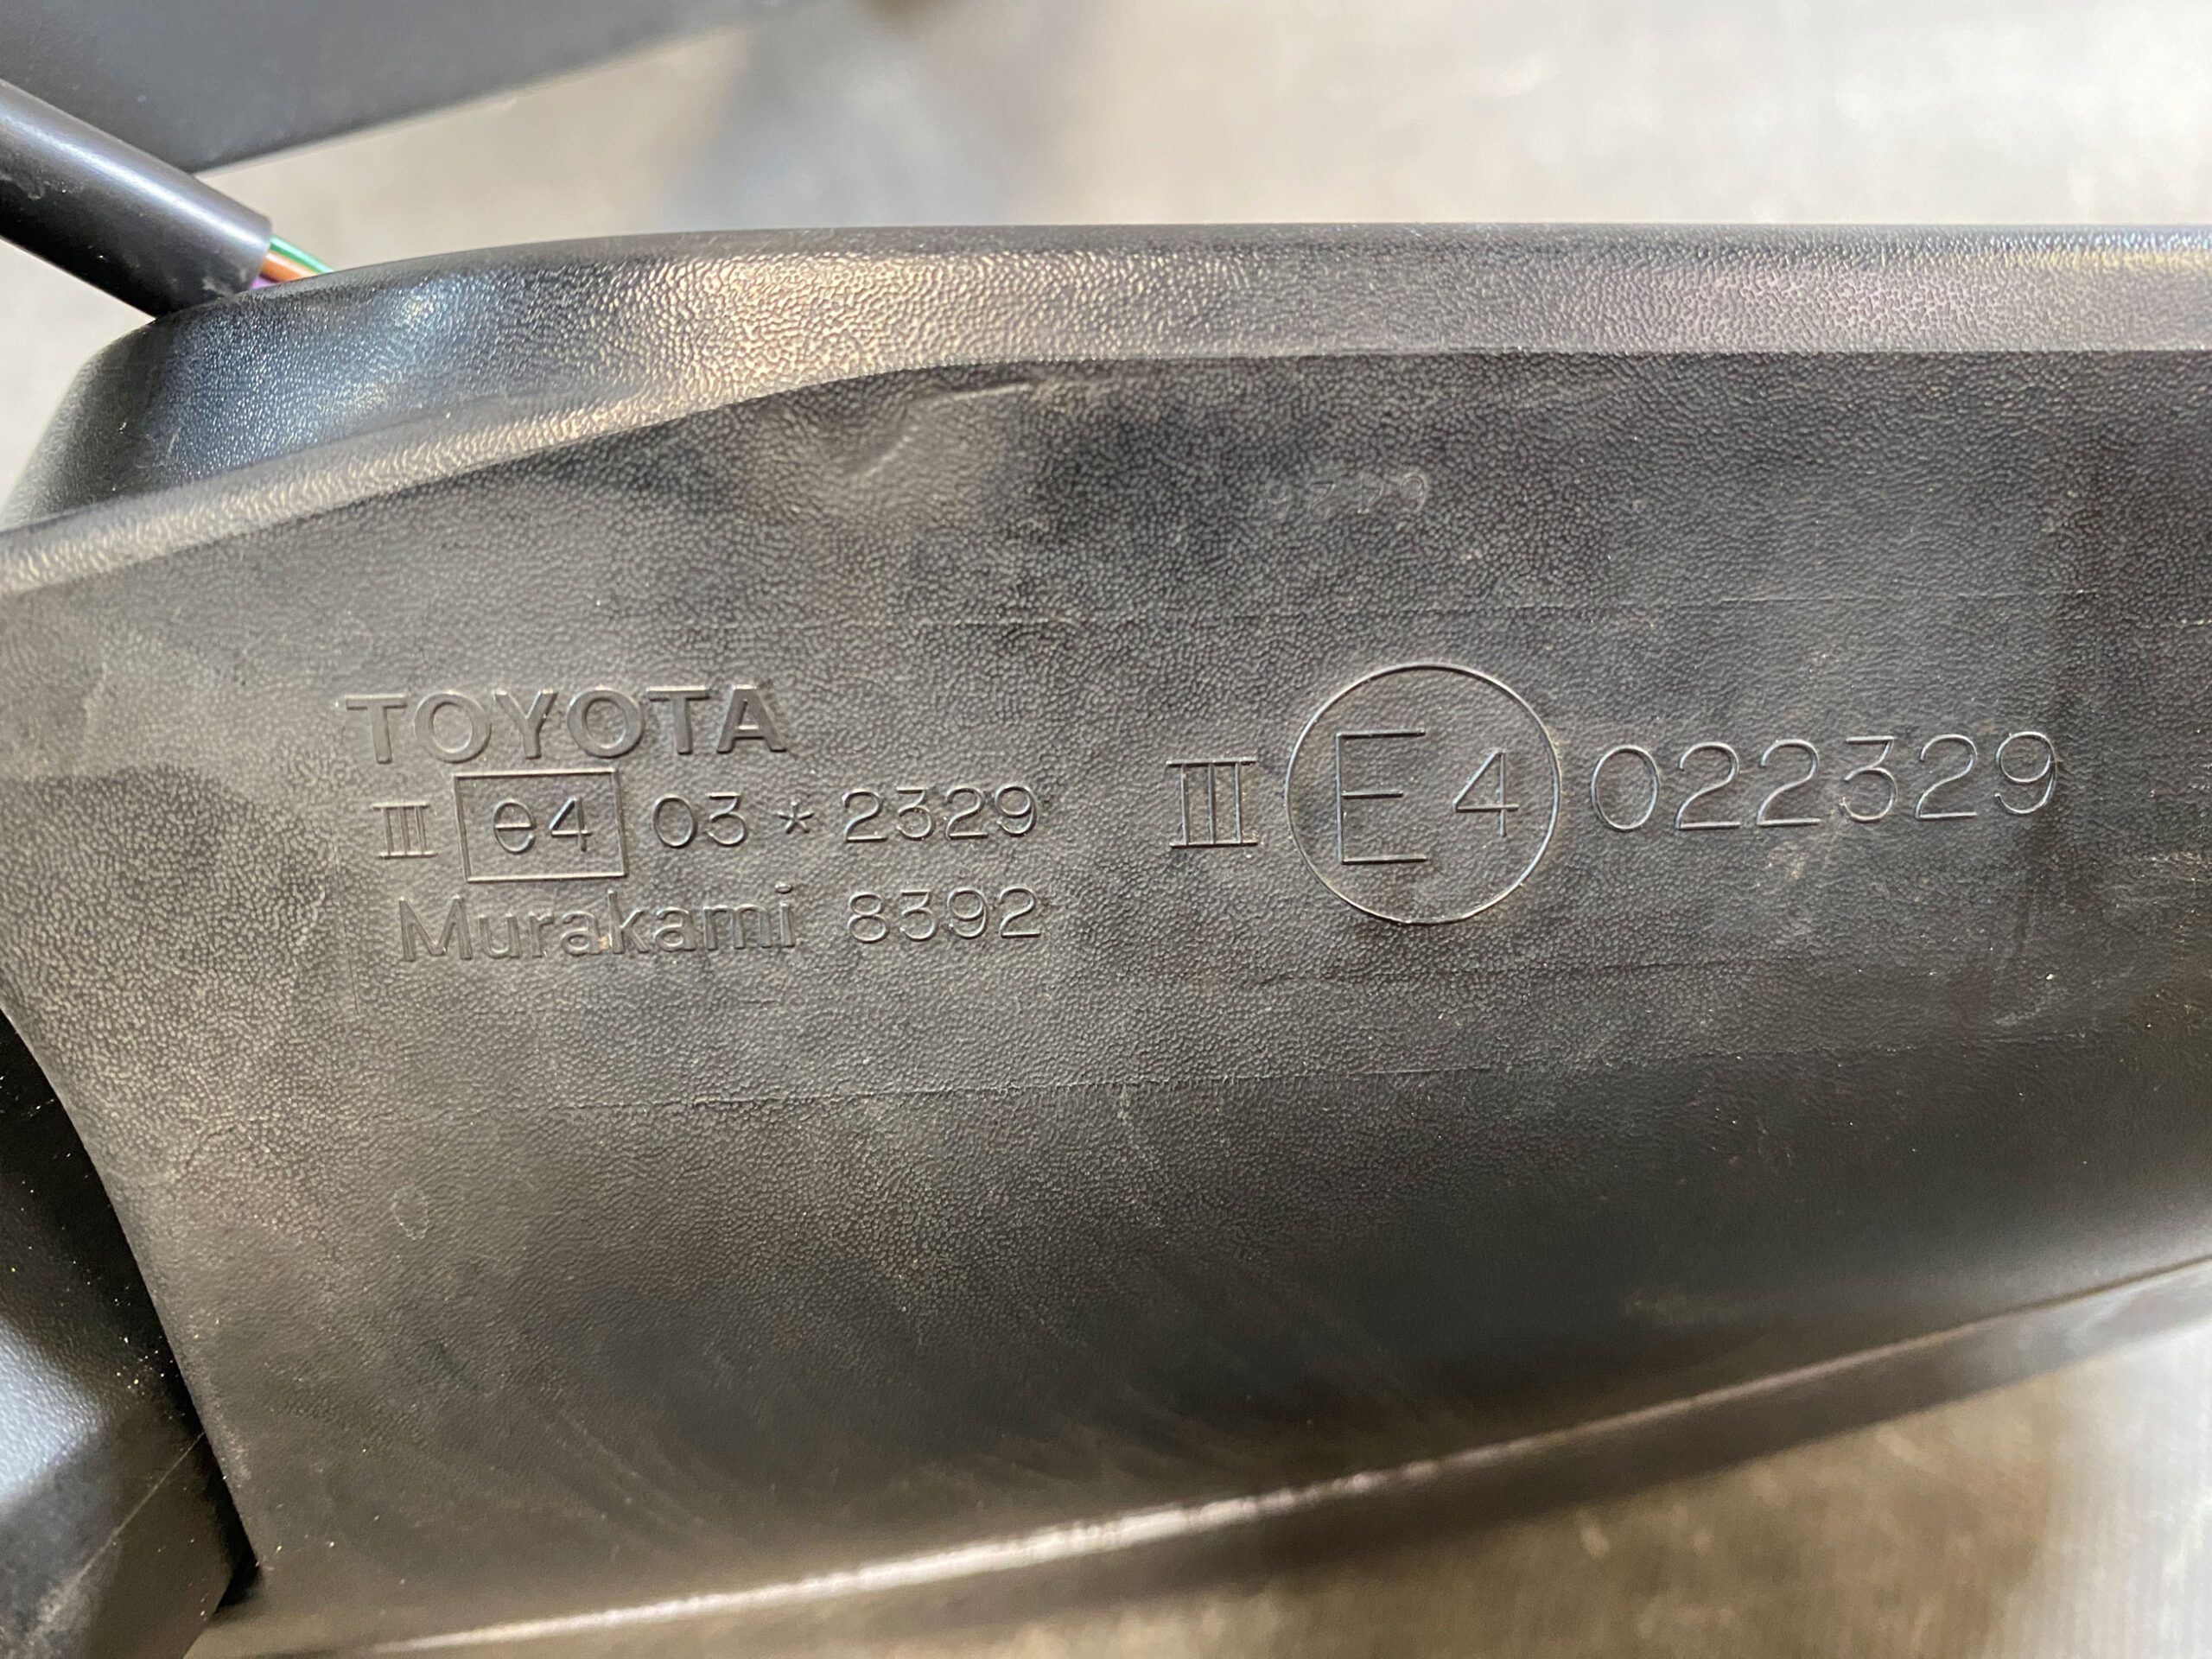 TOYOTA
III e4 03*2329
Murakami 8392
III E4 022329